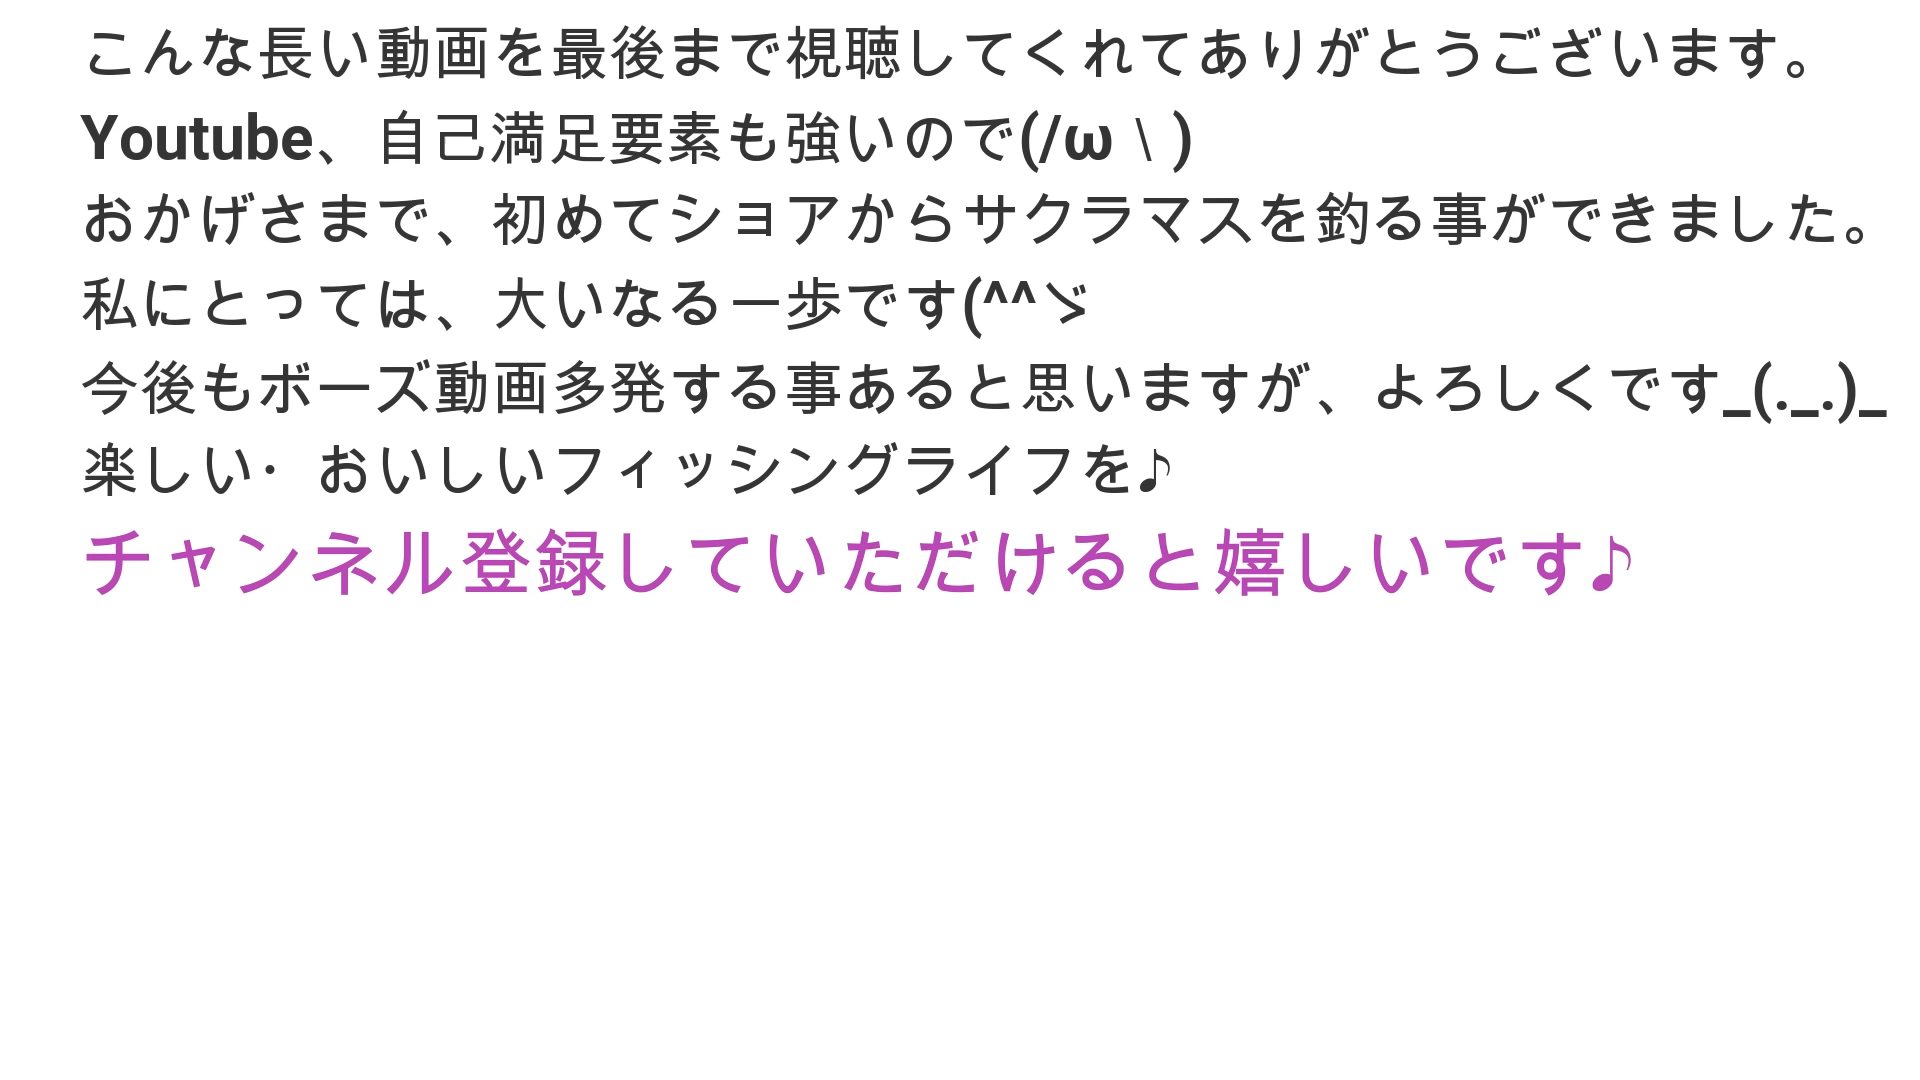 こんな長い動画を最後まで視聴してくれてありがとうございます。
Youtube、自己満足要素も強いので(/ω＼)
おかげさまで、初めてショアからサクラマスを釣る事ができました。
私にとっては、大いなる一歩です(^^ゞ
今後もボーズ動画多発する事あると思いますが、よろしくです_(._.)_
楽しい・おいしいフィッシングライフを♪
チャンネル登録していただけると嬉しいです♪